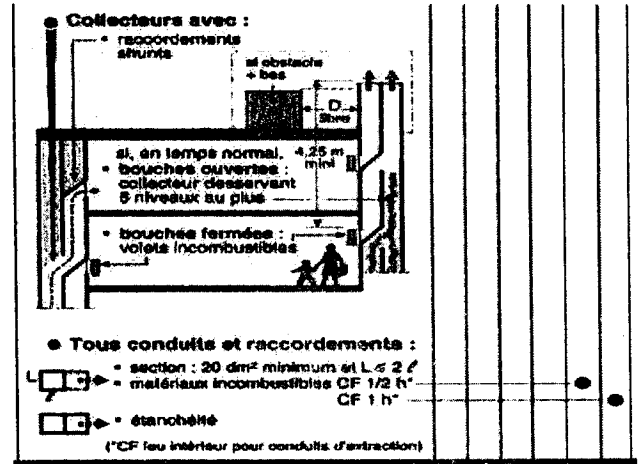 ● Collecteurs avec :
• raccordements
shunts
si obstacle
+ bas
D
libre
4,25 m
mini
si, en temps normal,
• bouches ouvertes :
collecteur desservant
5 niveaux au plus
• bouches fermées :
volets incombustibles
● Tous conduits et raccordements :
• section : 20 dm² minimum et L ≤ 2 ℓ
L
ℓ
• matériaux incombustibles CF 1/2 h*
CF 1 h*
• étanchéité
(*CF feu intérieur pour conduits d'extraction)